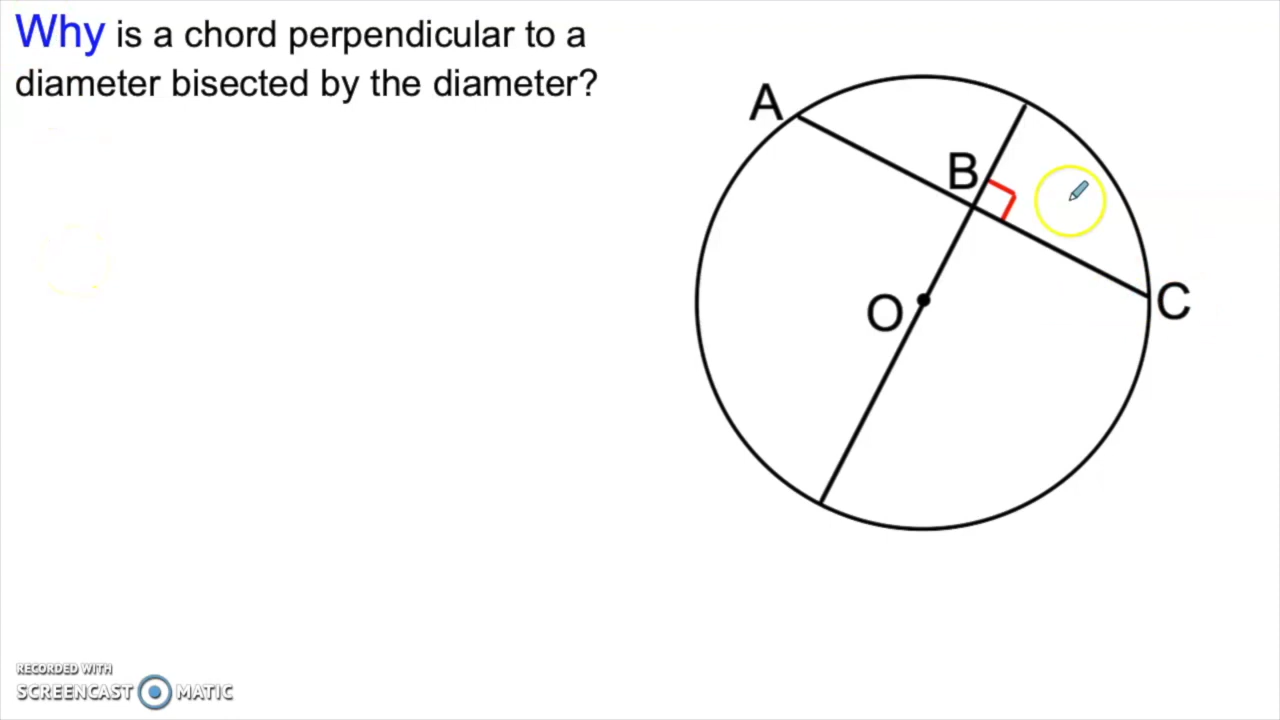 Why is a chord perpendicular to a
diameter bisected by the diameter?
A
B
O
C
RECORDED WITH
SCREENCAST MATIC